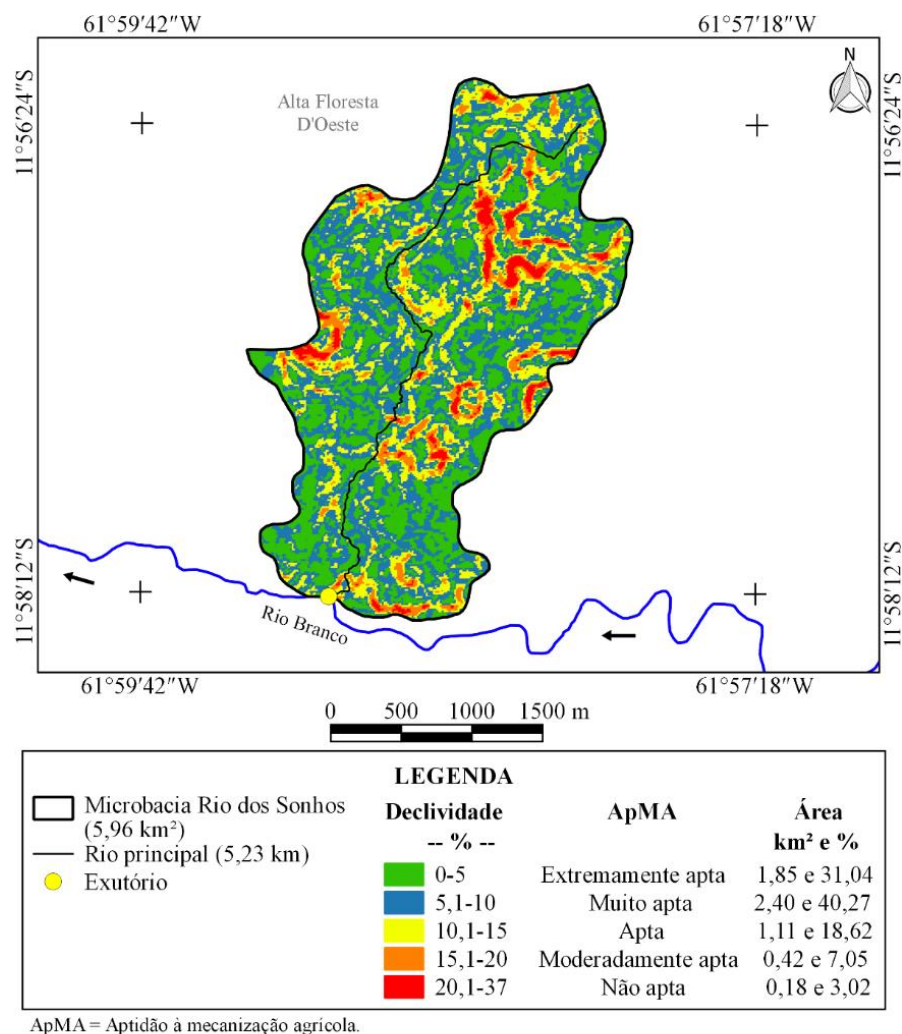 61°59′42″W
61°57′18″W
11°56′24″S
11°56′24″S
Alta Floresta
D'Oeste
N
11°58′12″S
11°58′12″S
Rio Branco
61°59′42″W
61°57′18″W
0 500 1000 1500 m
LEGENDA
Microbacia Rio dos Sonhos
(5,96 km²)
Rio principal (5,23 km)
Exutório
Declividade ApMA Área
-- % -- km² e %
0-5 Extremamente apta 1,85 e 31,04
5,1-10 Muito apta 2,40 e 40,27
10,1-15 Apta 1,11 e 18,62
15,1-20 Moderadamente apta 0,42 e 7,05
20,1-37 Não apta 0,18 e 3,02
ApMA = Aptidão à mecanização agrícola.